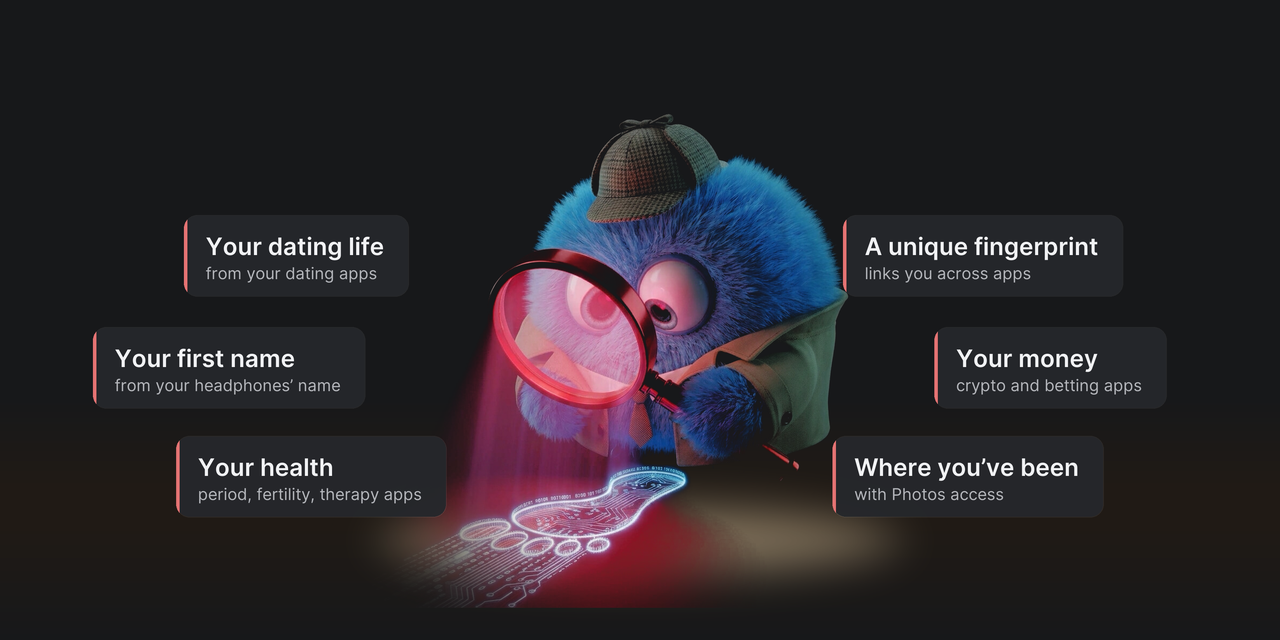 Your dating life
from your dating apps
Your first name
from your headphones’ name
Your health
period, fertility, therapy apps
A unique fingerprint
links you across apps
Your money
crypto and betting apps
Where you’ve been
with Photos access